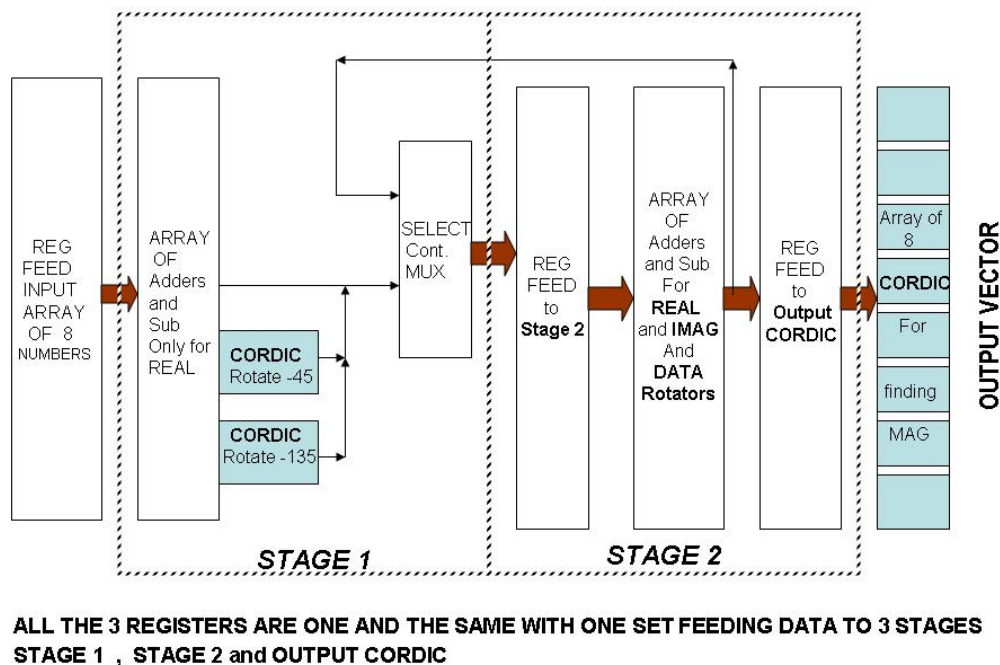 REG
FEED
INPUT
ARRAY
OF 8
NUMBERS
ARRAY
OF
Adders
and
Sub
Only for
REAL
CORDIC
Rotate -45
CORDIC
Rotate -135
SELECT
Cont.
MUX
STAGE 1
REG
FEED
to
Stage 2
ARRAY
OF
Adders
and Sub
For
REAL
and IMAG
And
DATA
Rotators
REG
FEED
to
Output
CORDIC
STAGE 2
Array of
8
CORDIC
For
finding
MAG
OUTPUT VECTOR
ALL THE 3 REGISTERS ARE ONE AND THE SAME WITH ONE SET FEEDING DATA TO 3 STAGES
STAGE 1 , STAGE 2 and OUTPUT CORDIC